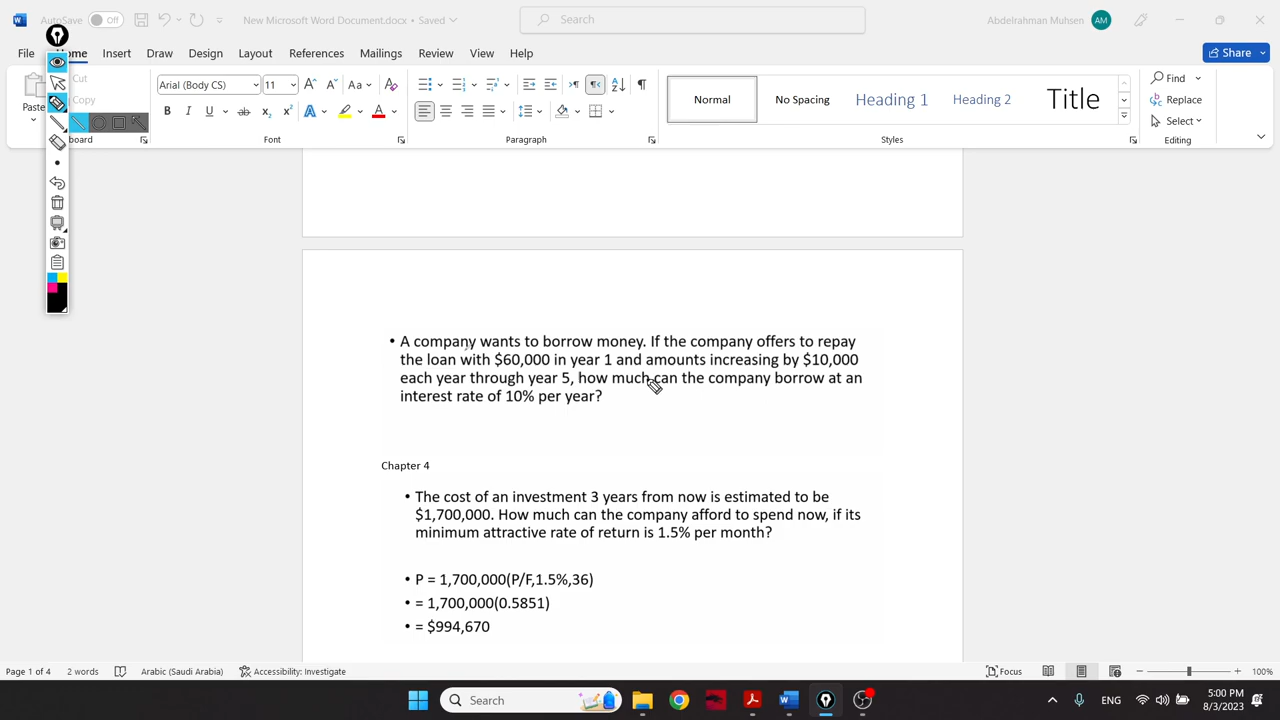 AutoSave Off New Microsoft Word Document.docx • Saved Search Abdelrahman Muhsen AM
File Home Insert Draw Design Layout References Mailings Review View Help Share
Cut
Copy
Paste
board
Arial (Body CS) 11
Font
Paragraph
Normal No Spacing Heading 1 Heading 2 Title
Styles
Find
Replace
Select
Editing
• A company wants to borrow money. If the company offers to repay
the loan with $60,000 in year 1 and amounts increasing by $10,000
each year through year 5, how much can the company borrow at an
interest rate of 10% per year?
Chapter 4
• The cost of an investment 3 years from now is estimated to be
$1,700,000. How much can the company afford to spend now, if its
minimum attractive rate of return is 1.5% per month?
• P = 1,700,000(P/F,1.5%,36)
• = 1,700,000(0.5851)
• = $994,670
Page 1 of 4 2 words Arabic (Saudi Arabia) Accessibility: Investigate Focus 100%
Search ENG 5:00 PM
8/3/2023